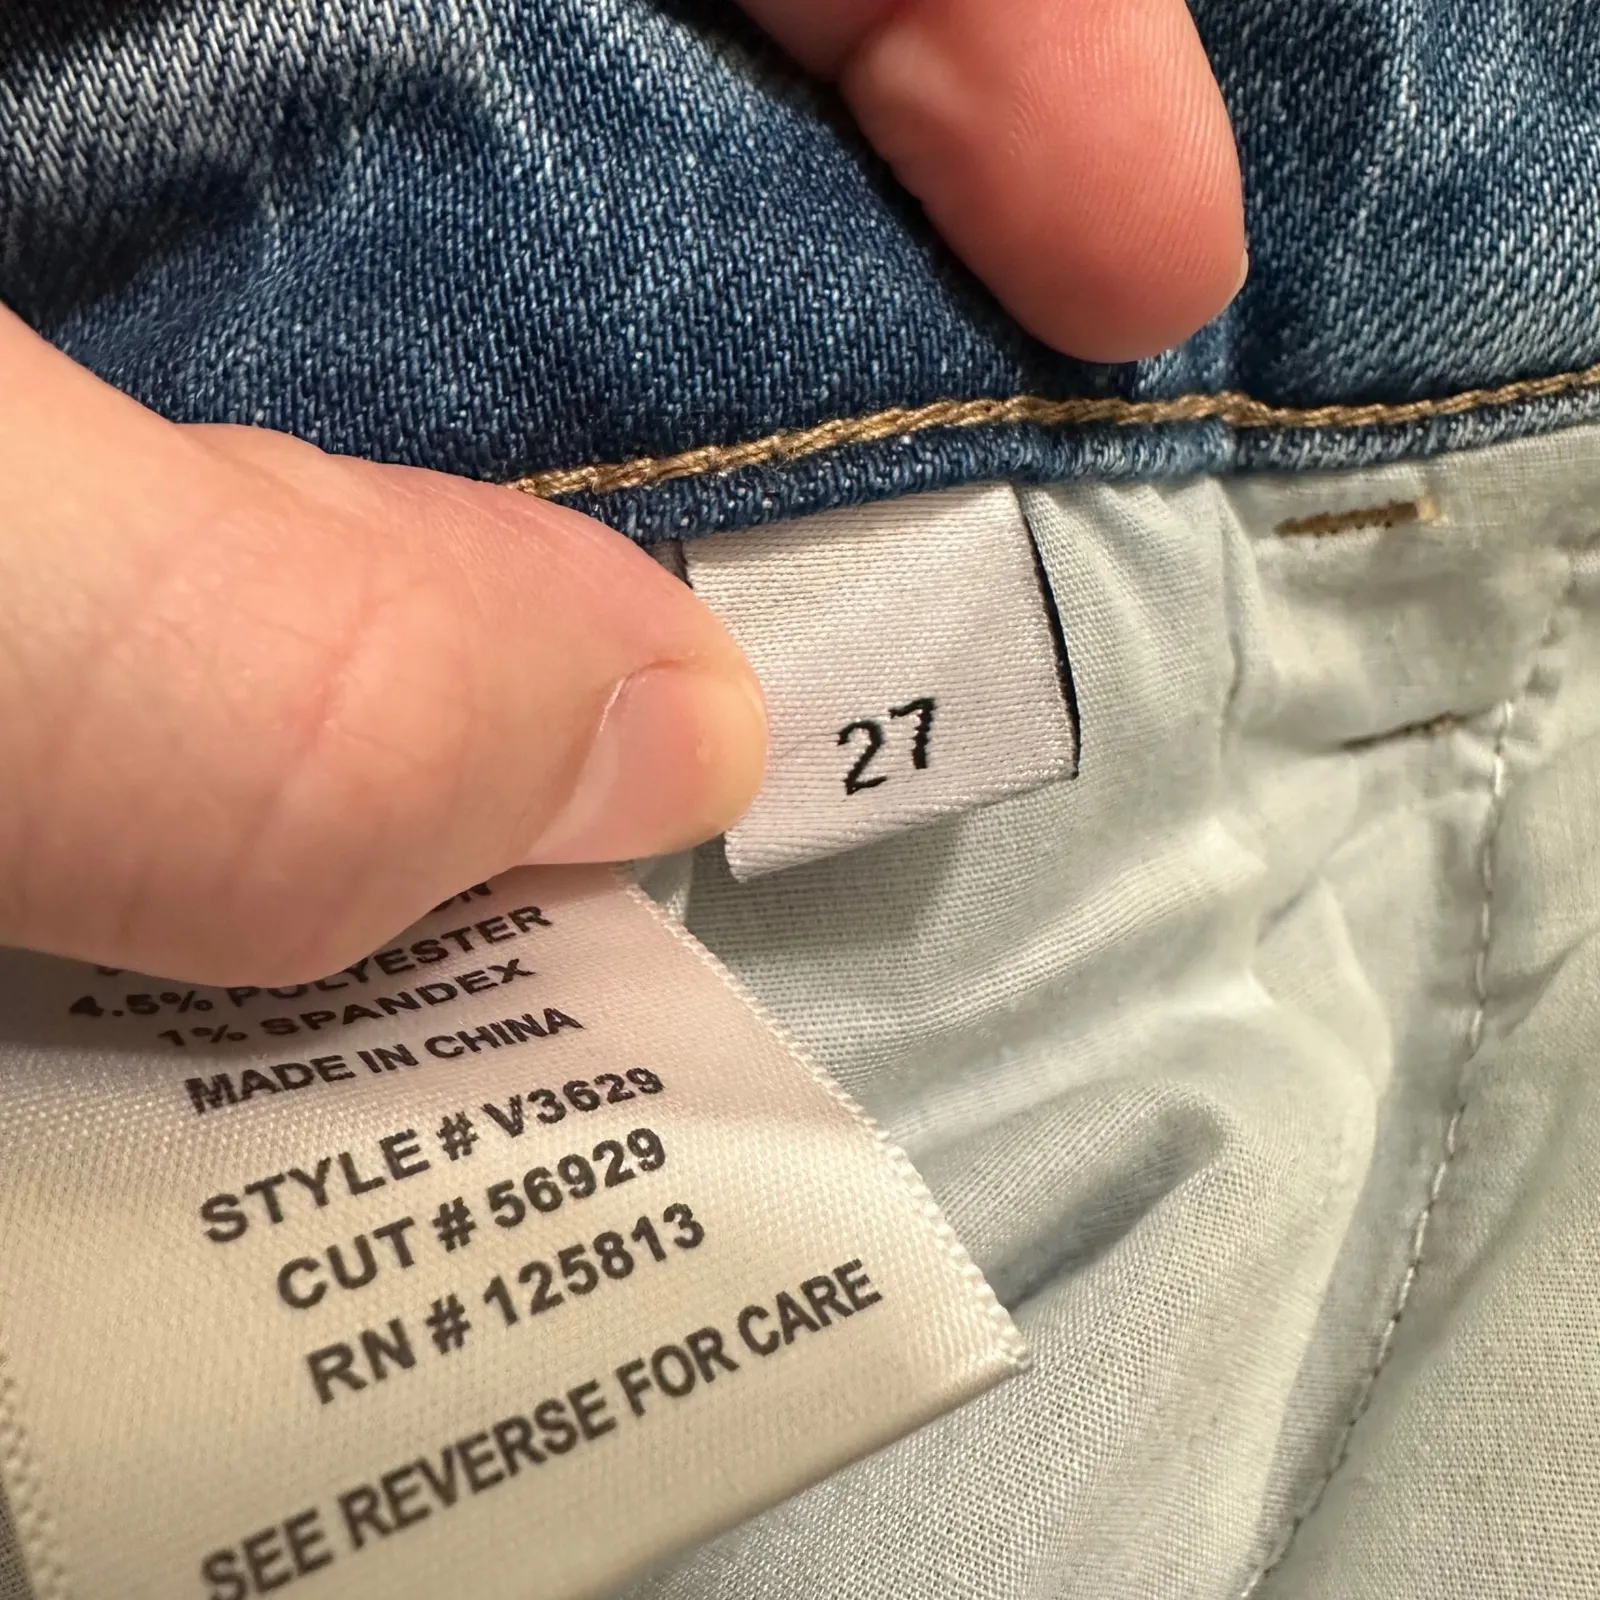 27
4.5% POLYESTER
1% SPANDEX
MADE IN CHINA
STYLE # V3629
CUT # 56929
RN # 125813
SEE REVERSE FOR CARE